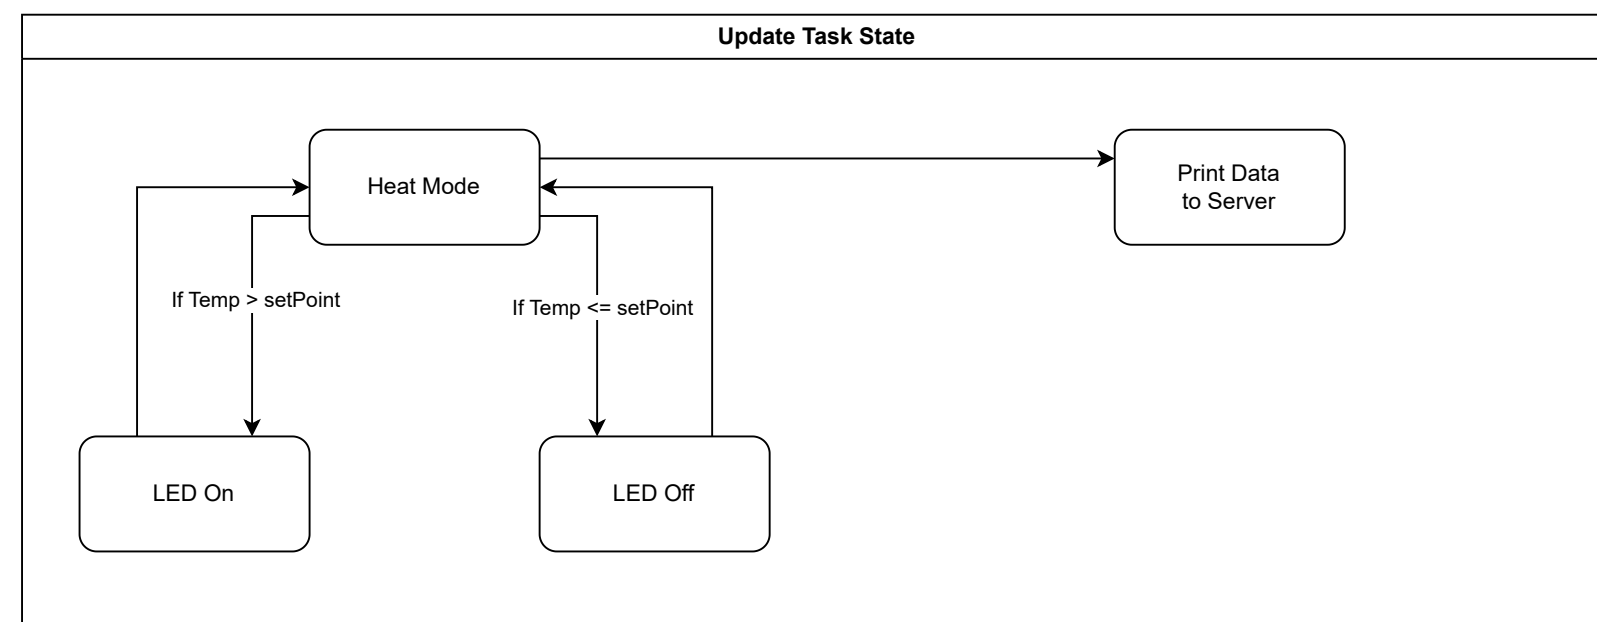 Update Task State
Heat Mode
Print Data
to Server
If Temp > setPoint
If Temp <= setPoint
LED On
LED Off